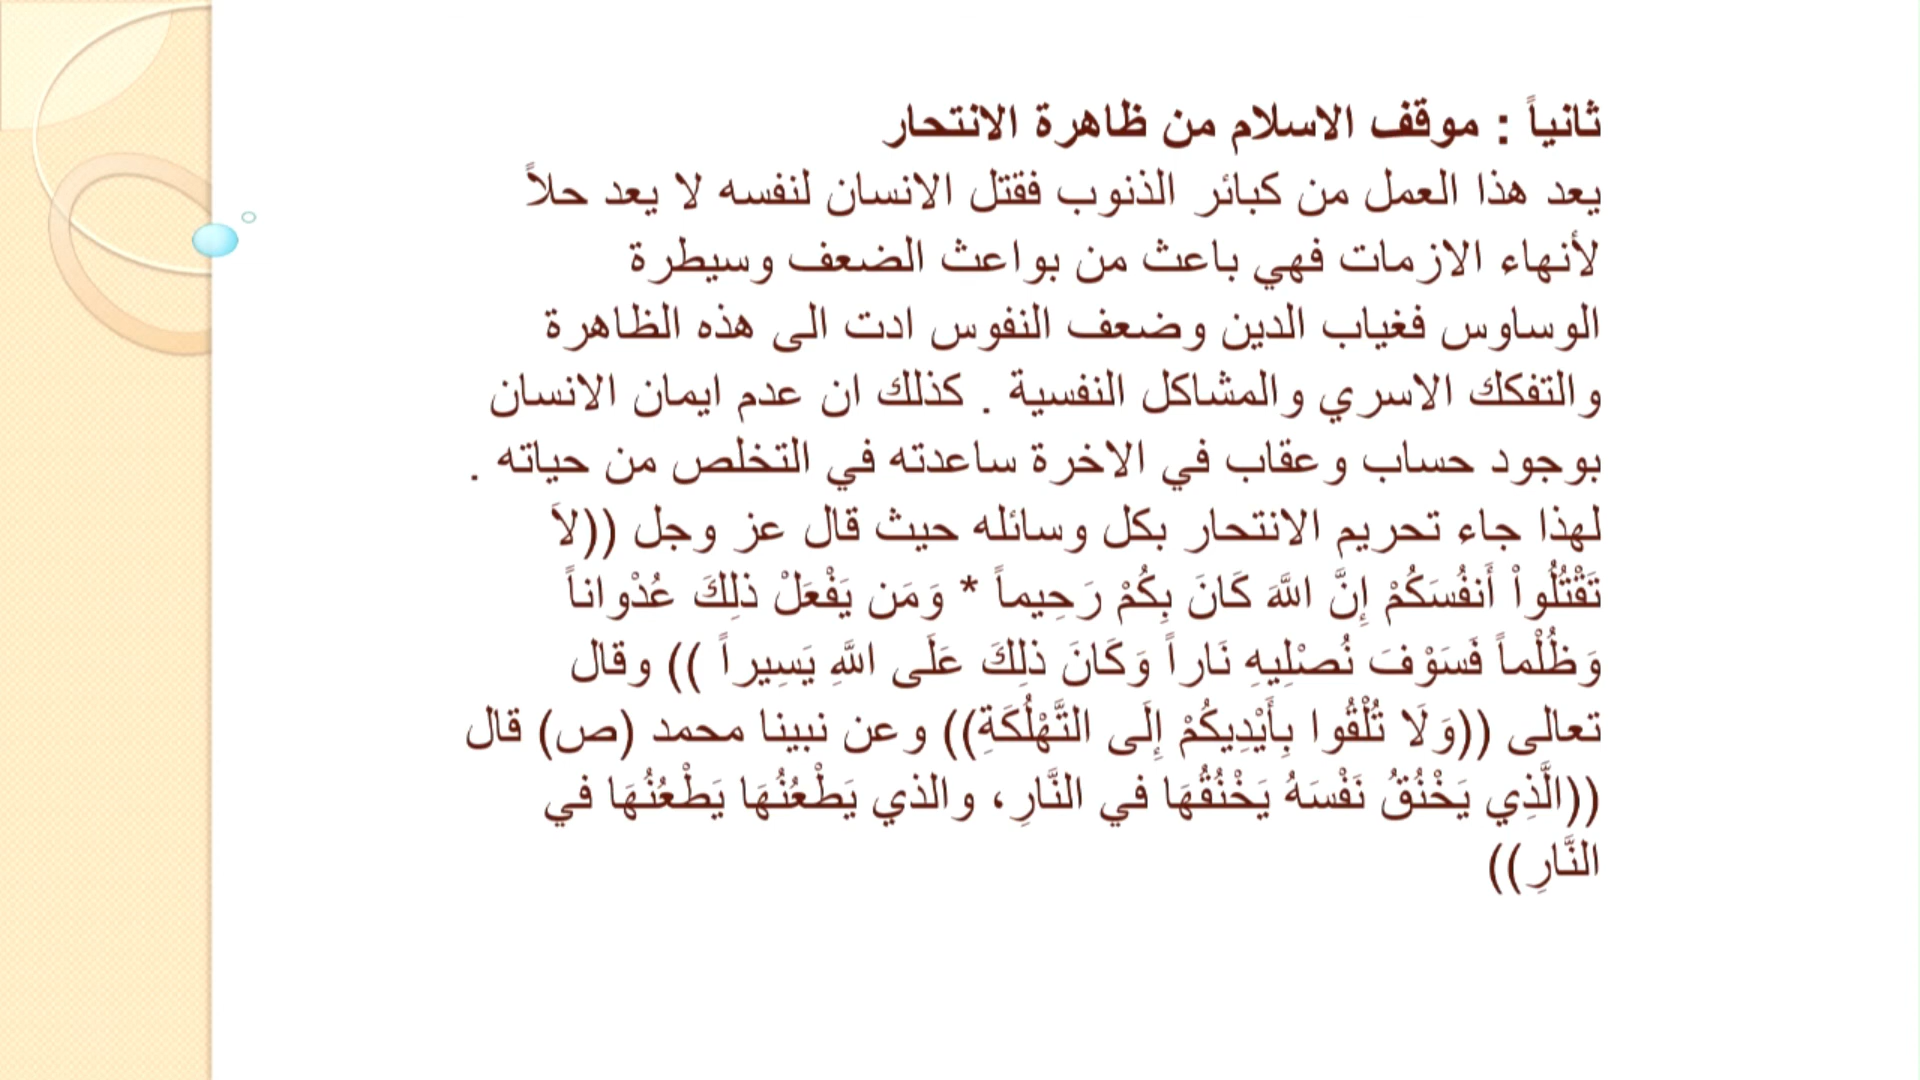 ثانياً : موقف الاسلام من ظاهرة الانتحار
يعد هذا العمل من كبائر الذنوب فقتل الانسان لنفسه لا يعد حلاً
لأنهاء الازمات فهي باعث من بواعث الضعف وسيطرة
الوساوس فغياب الدين وضعف النفوس ادت الى هذه الظاهرة
والتفكك الاسري والمشاكل النفسية . كذلك ان عدم ايمان الانسان
بوجود حساب وعقاب في الاخرة ساعدته في التخلص من حياته .
لهذا جاء تحريم الانتحار بكل وسائله حيث قال عز وجل ((لاَ
تَقْتُلُواْ أَنفُسَكُمْ إِنَّ اللَّهَ كَانَ بِكُمْ رَحِيماً * وَمَن يَفْعَلْ ذلِكَ عُدْواناً
وَظُلْماً فَسَوْفَ نُصْلِيهِ نَاراً وَكَانَ ذلِكَ عَلَى اللَّهِ يَسِيراً )) وقال
تعالى ((وَلَا تُلْقُوا بِأَيْدِيكُمْ إِلَى التَّهْلُكَةِ)) وعن نبينا محمد (ص) قال
((الَّذِي يَخْنُقُ نَفْسَهُ يَخْنُقُهَا في النَّارِ، والذي يَطْعُنُهَا يَطْعُنُهَا في
النَّارِ))